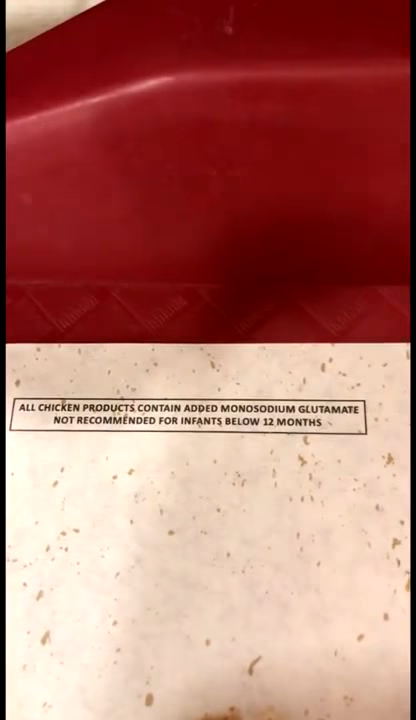 ALL CHICKEN PRODUCTS CONTAIN ADDED MONOSODIUM GLUTAMATE
NOT RECOMMENDED FOR INFANTS BELOW 12 MONTHS